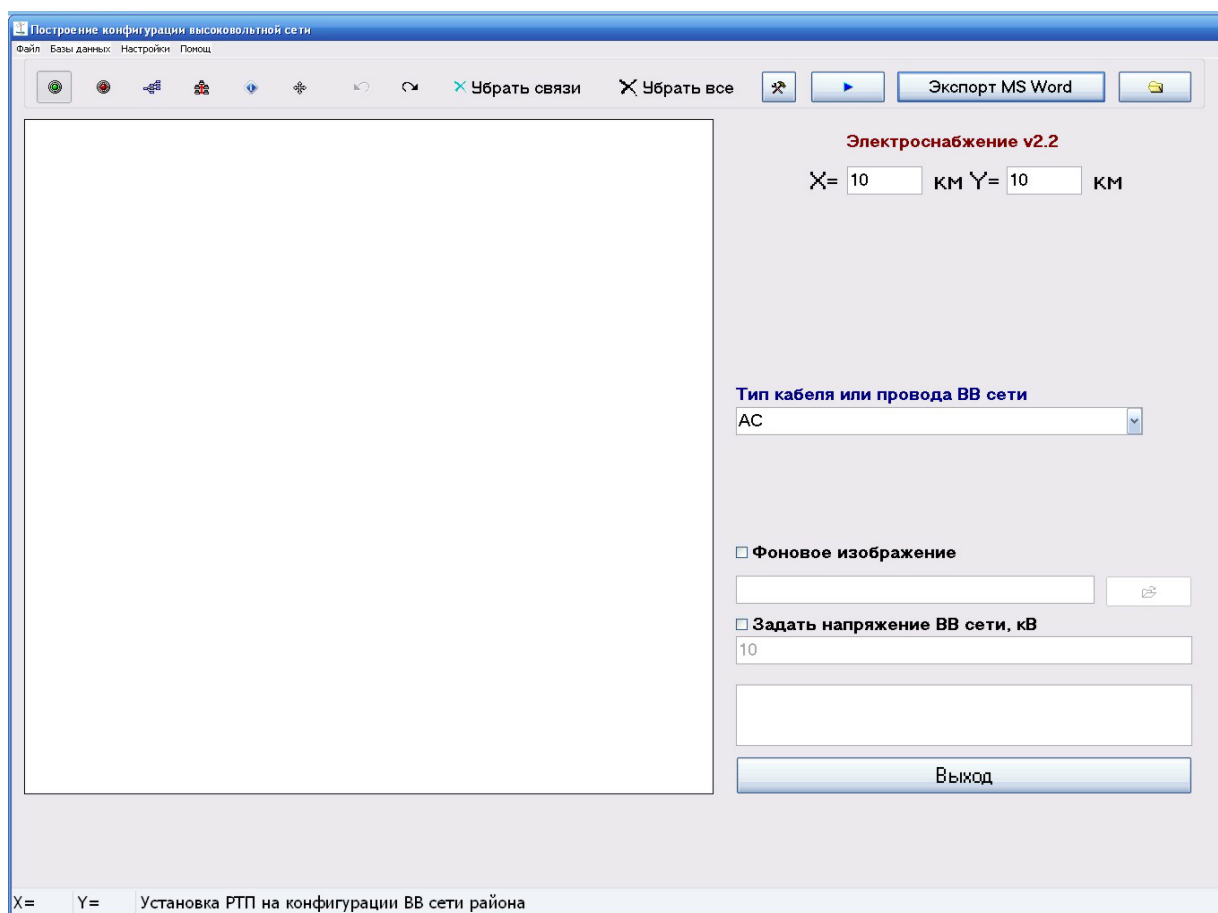 Построение конфигурации высоковольтной сети
Файл Базы данных Настройки Помощ
Убрать связи Убрать все Экспорт MS Word
Электроснабжение v2.2
X= 10 км Y= 10 км
Тип кабеля или провода ВВ сети
АС
Фоновое изображение
Задать напряжение ВВ сети, кВ
10
Выход
X= Y= Установка РТП на конфигурации ВВ сети района